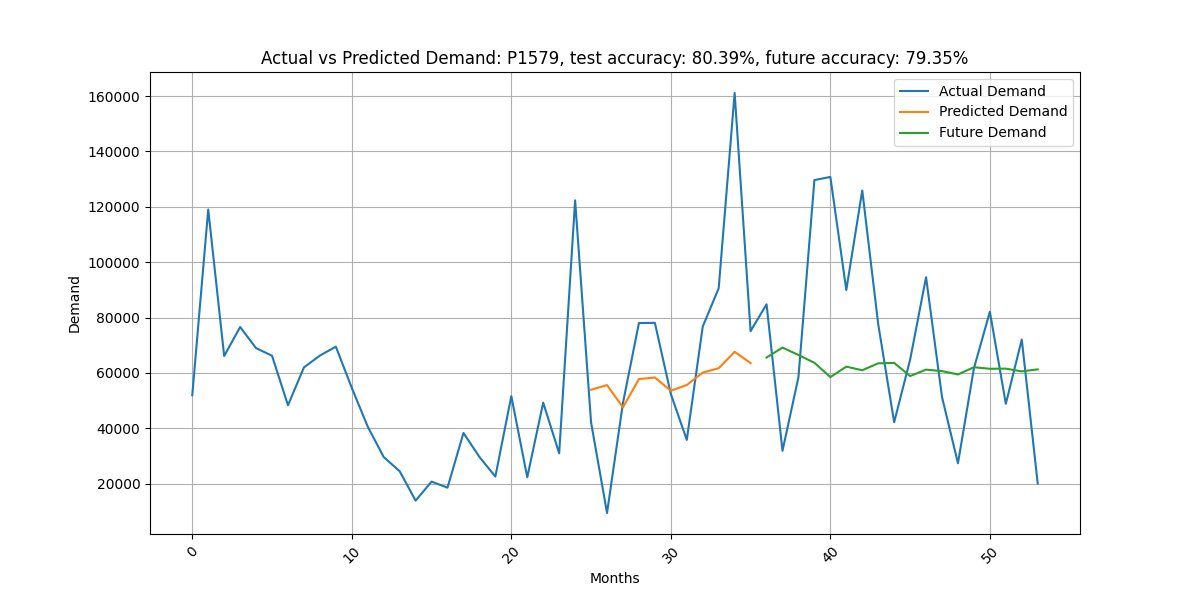 Actual vs Predicted Demand: P1579, test accuracy: 80.39%, future accuracy: 79.35%
Actual Demand
Predicted Demand
Future Demand
160000
140000
120000
100000
80000
60000
40000
20000
Demand
0
10
20
30
40
50
Months